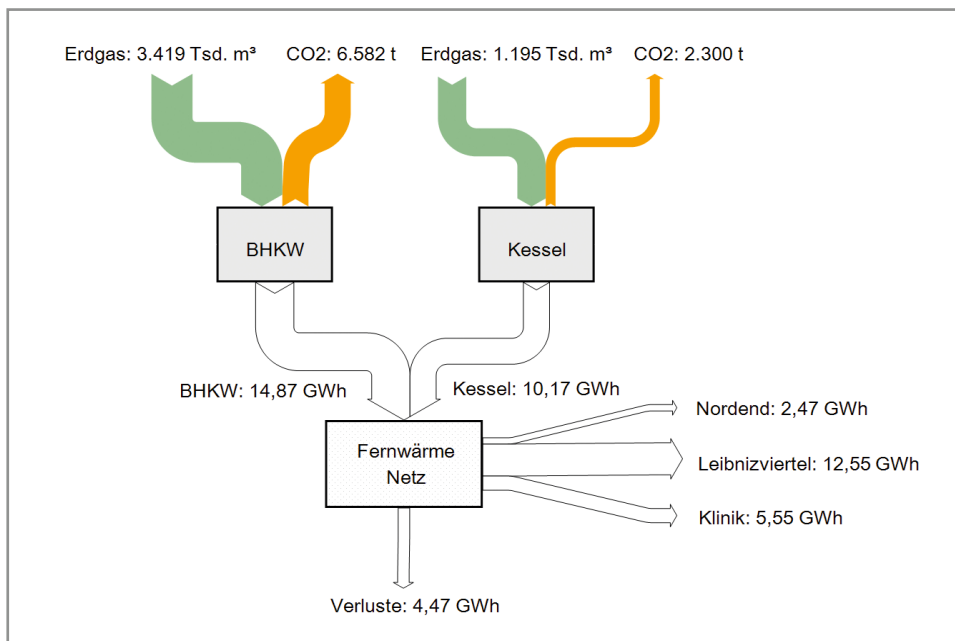 Erdgas: 3.419 Tsd. m³
CO2: 6.582 t
Erdgas: 1.195 Tsd. m³
CO2: 2.300 t
BHKW
Kessel
BHKW: 14,87 GWh
Kessel: 10,17 GWh
Fernwärme
Netz
Nordend: 2,47 GWh
Leibnizviertel: 12,55 GWh
Klinik: 5,55 GWh
Verluste: 4,47 GWh